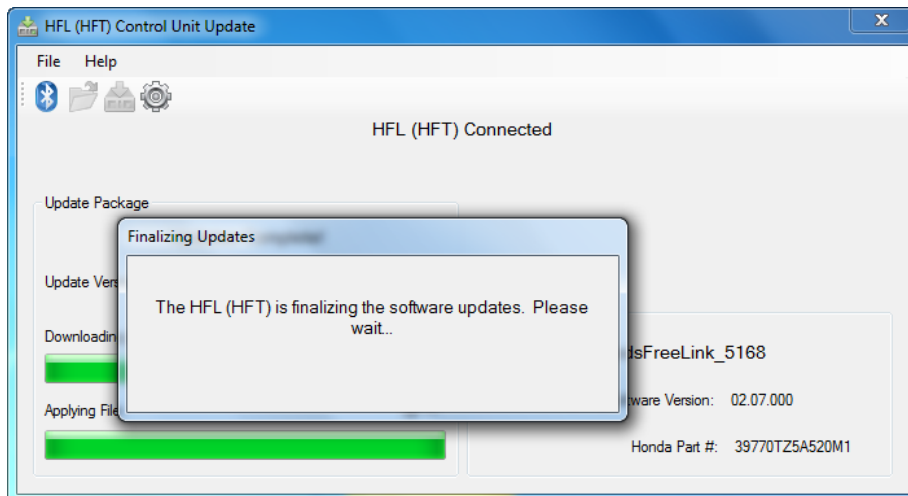 HFL (HFT) Control Unit Update
File Help
HFL (HFT) Connected
Update Package
Finalizing Updates
Update Vers
The HFL (HFT) is finalizing the software updates. Please
wait...
Downloadin
dsFreeLink_5168
Applying File
ware Version: 02.07.000
Honda Part #: 39770TZ5A520M1